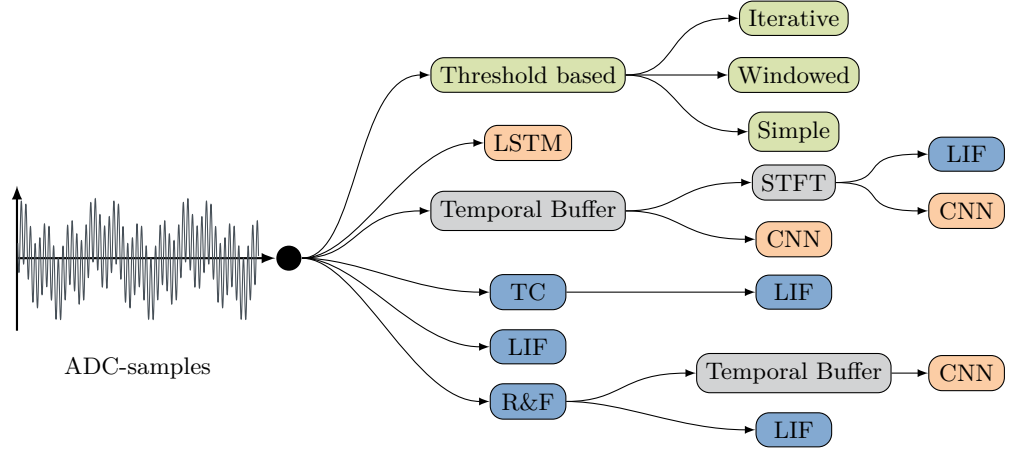 Iterative
Threshold based
Windowed
Simple
LSTM
LIF
STFT
Temporal Buffer
CNN
CNN
TC
LIF
LIF
ADC-samples
Temporal Buffer
CNN
R&F
LIF